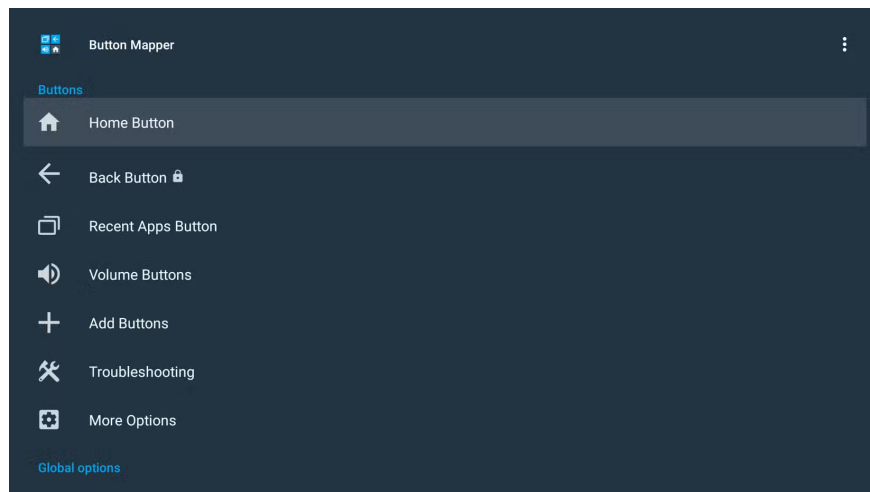 Button Mapper
Buttons
Home Button
Back Button
Recent Apps Button
Volume Buttons
Add Buttons
Troubleshooting
More Options
Global options